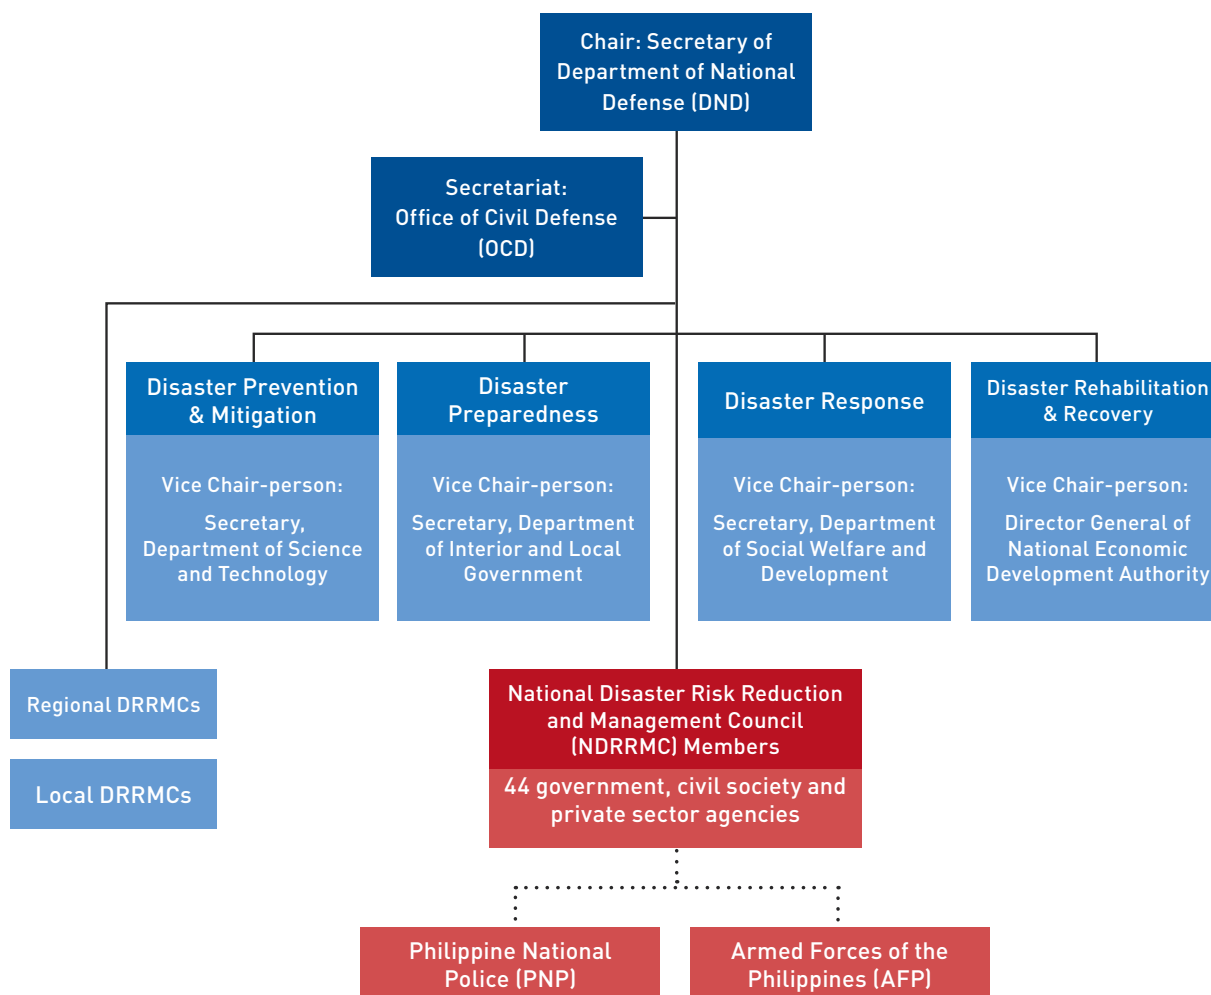 Chair: Secretary of
Department of National
Defense (DND)
Secretariat:
Office of Civil Defense
(OCD)
Disaster Prevention
& Mitigation
Vice Chair-person:
Secretary,
Department of Science
and Technology
Disaster
Preparedness
Vice Chair-person:
Secretary, Department
of Interior and Local
Government
Disaster Response
Vice Chair-person:
Secretary, Department
of Social Welfare and
Development
Disaster Rehabilitation
& Recovery
Vice Chair-person:
Director General of
National Economic
Development Authority
Regional DRRMCs
Local DRRMCs
National Disaster Risk Reduction
and Management Council
(NDRRMC) Members
44 government, civil society and
private sector agencies
Philippine National
Police (PNP)
Armed Forces of the
Philippines (AFP)